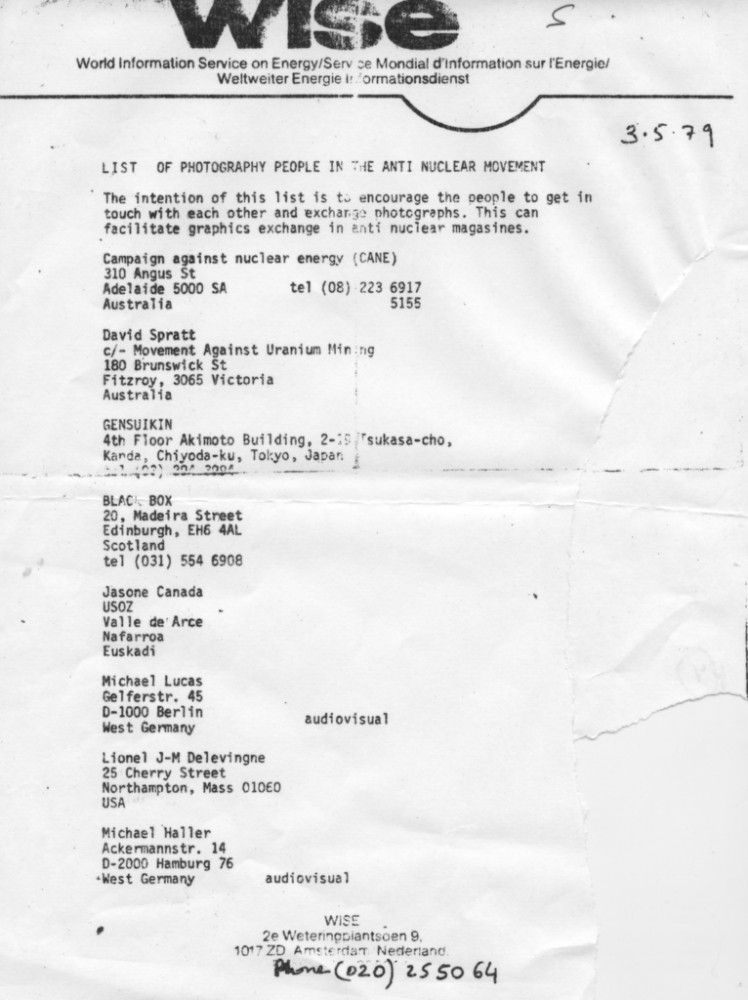 wise
S
World Information Service on Energy/Service Mondial d'Information sur l'Energie/
Weltweiter Energie Informationsdienst
3.5.79
LIST OF PHOTOGRAPHY PEOPLE IN THE ANTI NUCLEAR MOVEMENT
The intention of this list is to encourage the people to get in
touch with each other and exchange photographs. This can
facilitate graphics exchange in anti nuclear magasines.
Campaign against nuclear energy (CANE)
310 Angus St
Adelaide 5000 SA tel (08) 223 6917
Australia 5155
David Spratt
c/- Movement Against Uranium Mining
180 Brunswick St
Fitzroy, 3065 Victoria
Australia
GENSUIKIN
4th Floor Akimoto Building, Tsukasa-cho,
Kanda, Chiyoda-ku, Tokyo, Japan
BLACK BOX
20, Madeira Street
Edinburgh, EH6 4AL
Scotland
tel (031) 554 6908
Jasone Canada
USOZ
Valle de Arce
Nafarroa
Euskadi
Michael Lucas
Gelferstr. 45
D-1000 Berlin
West Germany audiovisual
Lionel J-M Delevingne
25 Cherry Street
Northampton, Mass 01060
USA
Michael Haller
Ackermannstr. 14
D-2000 Hamburg 76
West Germany audiovisual
WISE
2e Weteringplantsoen 9,
1017 ZD Amsterdam Nederland.
Phone (020) 25 50 64